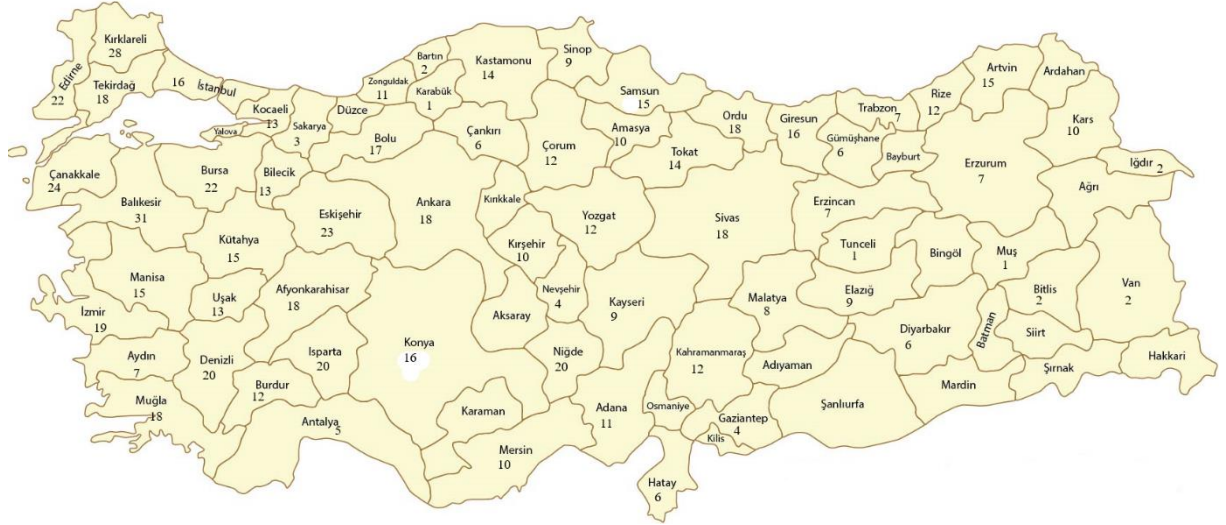 Kırklareli
28
Edirne
22
Tekirdağ
18
16 İstanbul
Kocaeli
13
Yalova
Sakarya
3
Düzce
Zonguldak
11
Bartın
2
Karabük
1
Kastamonu
14
Sinop
9
Samsun
15
Çankırı
6
Bolu
17
Çorum
12
Amasya
10
Tokat
14
Ordu
18
Giresun
16
Trabzon
7
Gümüşhane
6
Bayburt
Rize
12
Artvin
15
Ardahan
Kars
10
Iğdır 2
Ağrı
Erzurum
7
Erzincan
7
Çanakkale
24
Balıkesir
31
Bursa
22
Bilecik
13
Eskişehir
23
Ankara
18
Kırıkkale
Kırşehir
10
Yozgat
12
Sivas
18
Tunceli
1
Bingöl
Muş
1
Bitlis
2
Van
2
Kütahya
15
Manisa
15
Uşak
13
Afyonkarahisar
18
İzmir
19
Aydın
7
Denizli
20
Isparta
20
Burdur
12
Muğla
18
Antalya
5
Konya
16
Aksaray
Nevşehir
4
Niğde
20
Kayseri
9
Malatya
8
Elazığ
9
Diyarbakır
6
Batman
Siirt
Şırnak
Hakkari
Mardin
Şanlıurfa
Adıyaman
Kahramanmaraş
12
Gaziantep
4
Kilis
Osmaniye
Adana
11
Karaman
Mersin
10
Hatay
6